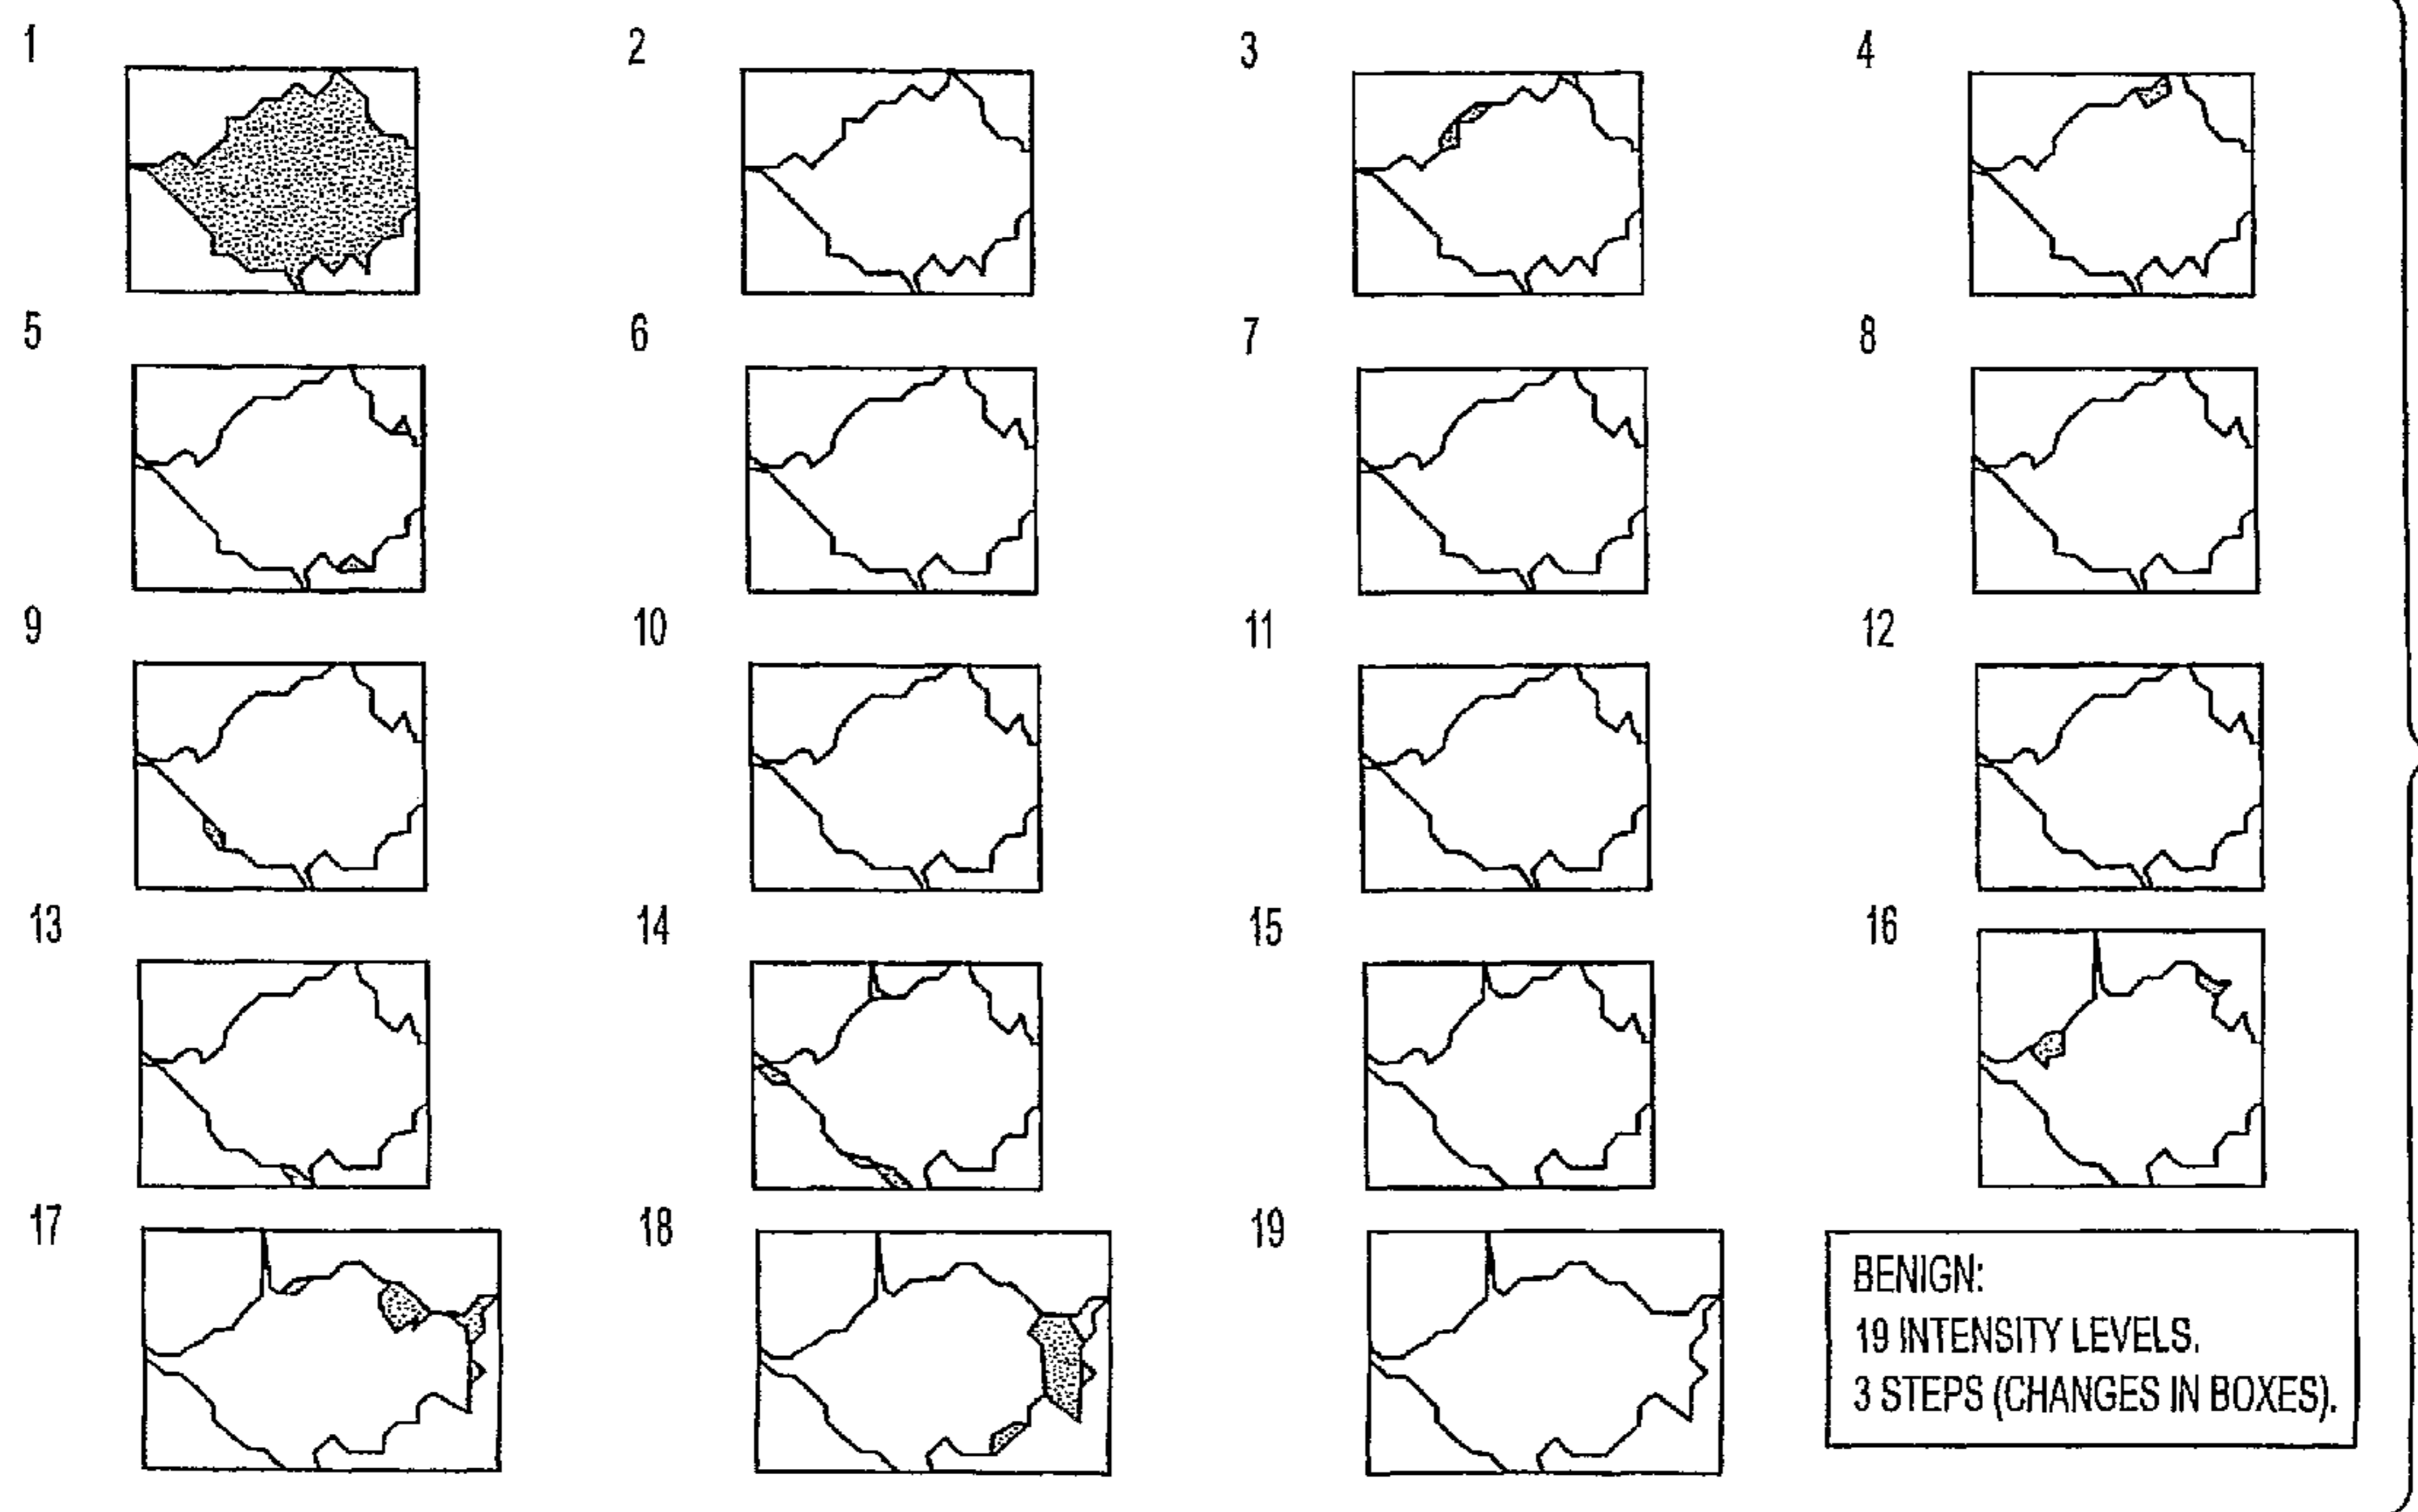 1 2 3 4
5 6 7 8
9 10 11 12
13 14 15 16
17 18 19
BENIGN:
19 INTENSITY LEVELS.
3 STEPS (CHANGES IN BOXES).